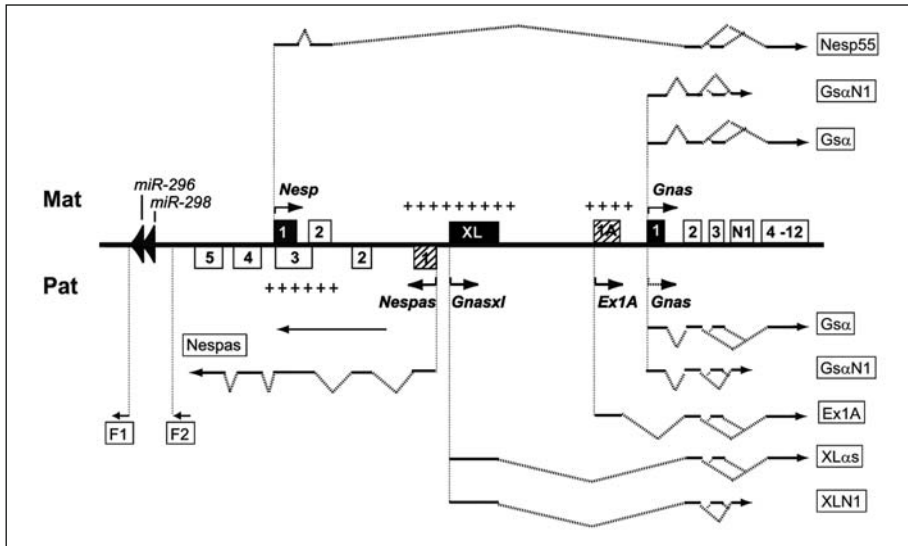 Nesp55
GsαN1
Gsα
miR-296
miR-298
Mat
Nesp
+++++++++
++++
Gnas
1
2
XL
1A
1
2
3
N1
4 -12
5
4
3
2
1
Pat
++++++
Nespas
Gnasxl
Ex1A
Gnas
Nespas
Gsα
GsαN1
F1
F2
Ex1A
XLαs
XLN1